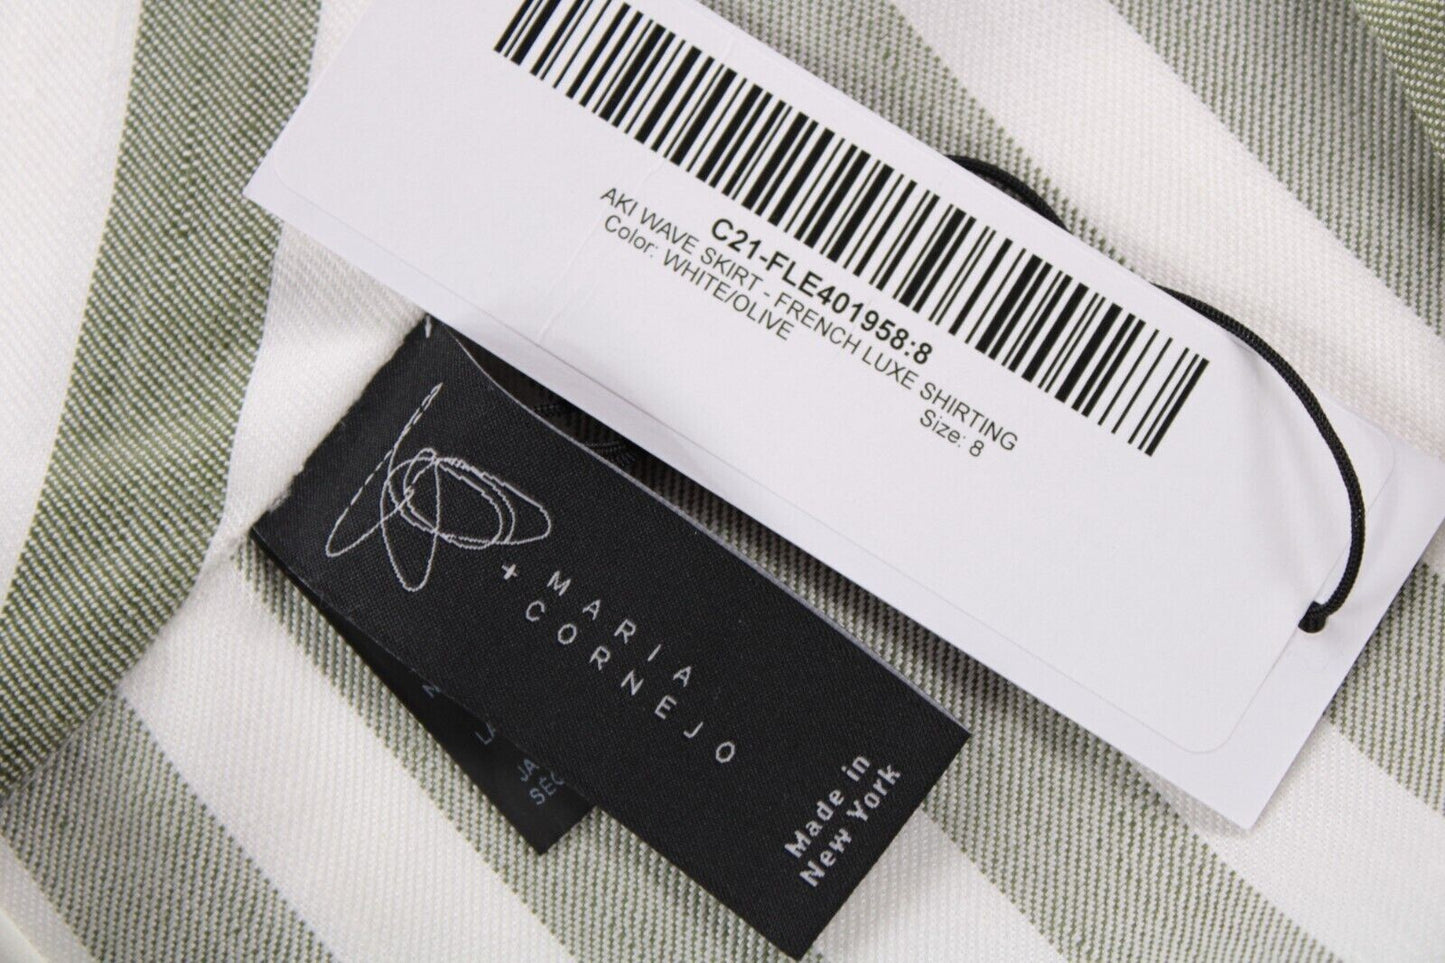 C21-FLE401958:8
AKI WAVE SKIRT - FRENCH LUXE SHIRTING
Color: WHITE/OLIVE
Size: 8
+ MARIA
CORNEJO
Made in
New York